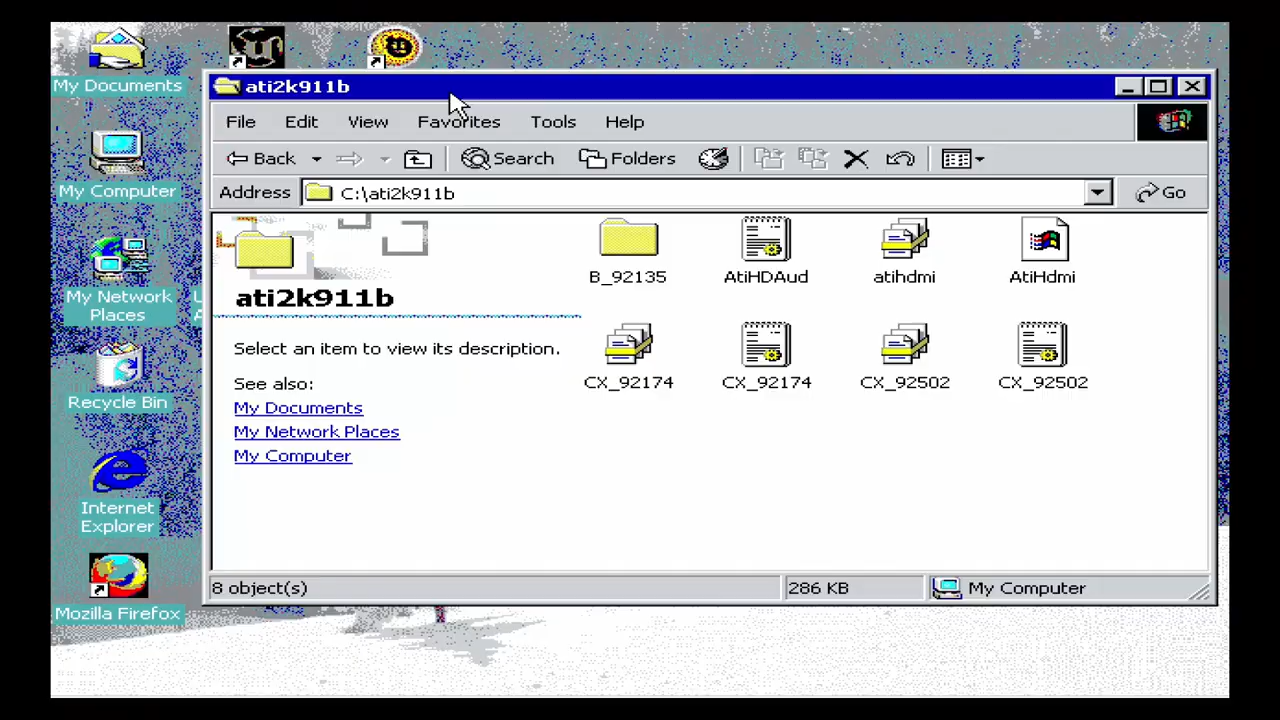 My Documents
My Computer
My Network
Places
Recycle Bin
Internet
Explorer
Mozilla Firefox
ati2k911b
File Edit View Favorites Tools Help
Back Search Folders
Address C:\ati2k911b Go
ati2k911b
Select an item to view its description.
See also:
My Documents
My Network Places
My Computer
B_92135 AtiHDAud atihdmi AtiHdmi
CX_92174 CX_92174 CX_92502 CX_92502
8 object(s) 286 KB My Computer